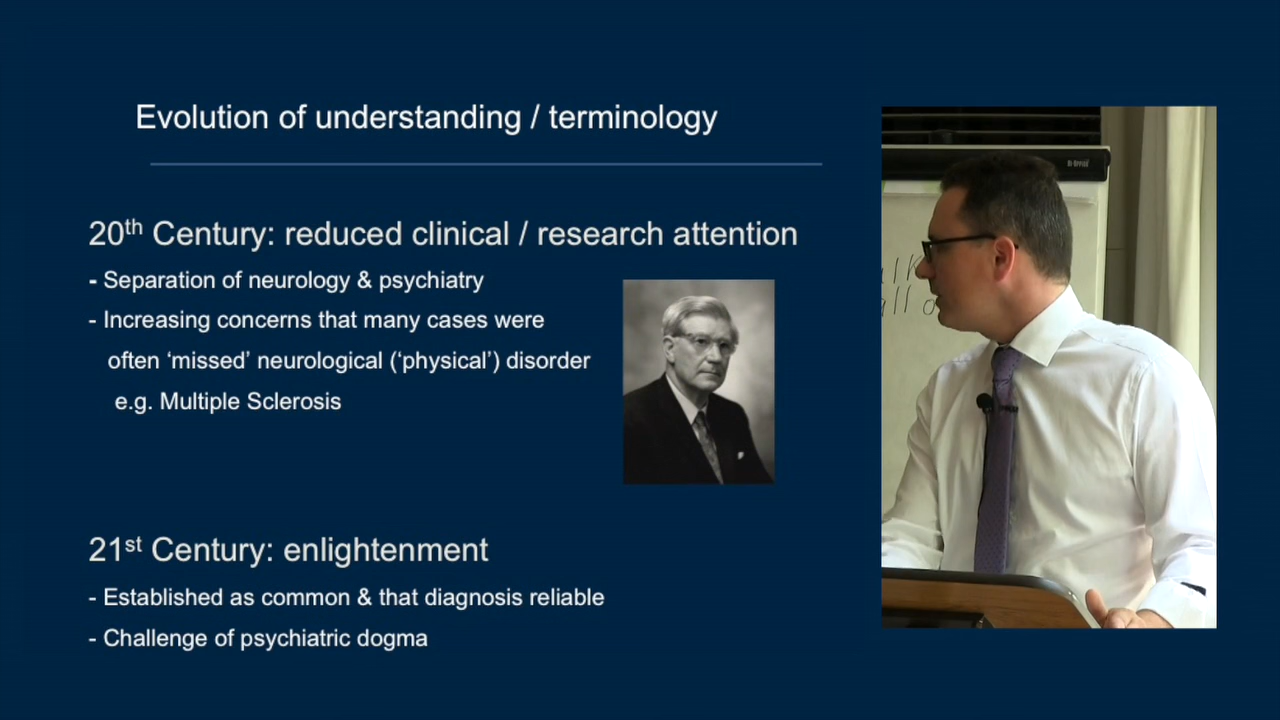 Evolution of understanding / terminology
20th Century: reduced clinical / research attention
- Separation of neurology & psychiatry
- Increasing concerns that many cases were
often ‘missed’ neurological (‘physical’) disorder
e.g. Multiple Sclerosis
21st Century: enlightenment
- Established as common & that diagnosis reliable
- Challenge of psychiatric dogma